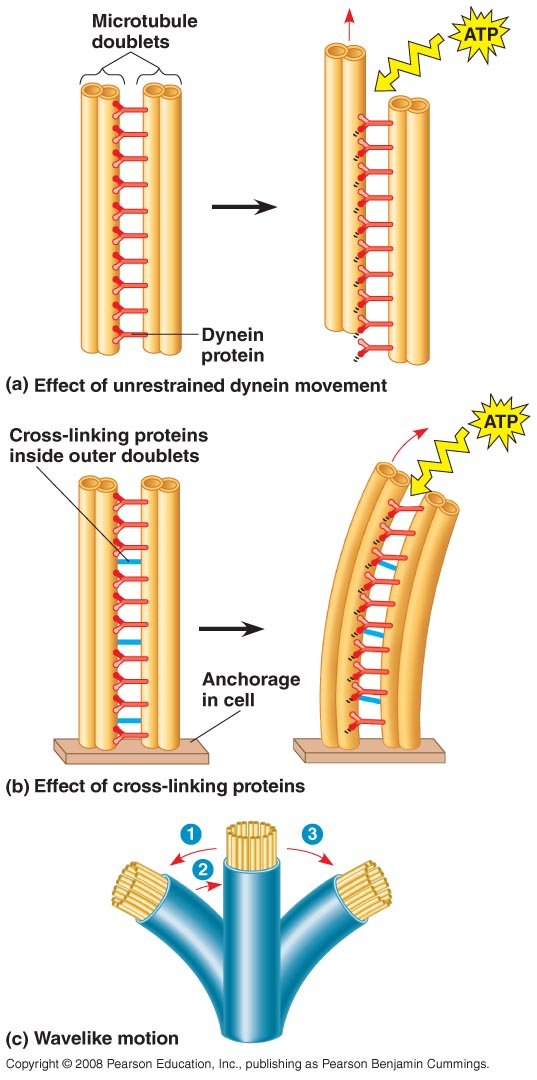 Microtubule
doublets
ATP
Dynein
protein
(a) Effect of unrestrained dynein movement
Cross-linking proteins
inside outer doublets
ATP
Anchorage
in cell
(b) Effect of cross-linking proteins
1
3
2
(c) Wavelike motion
Copyright © 2008 Pearson Education, Inc., publishing as Pearson Benjamin Cummings.